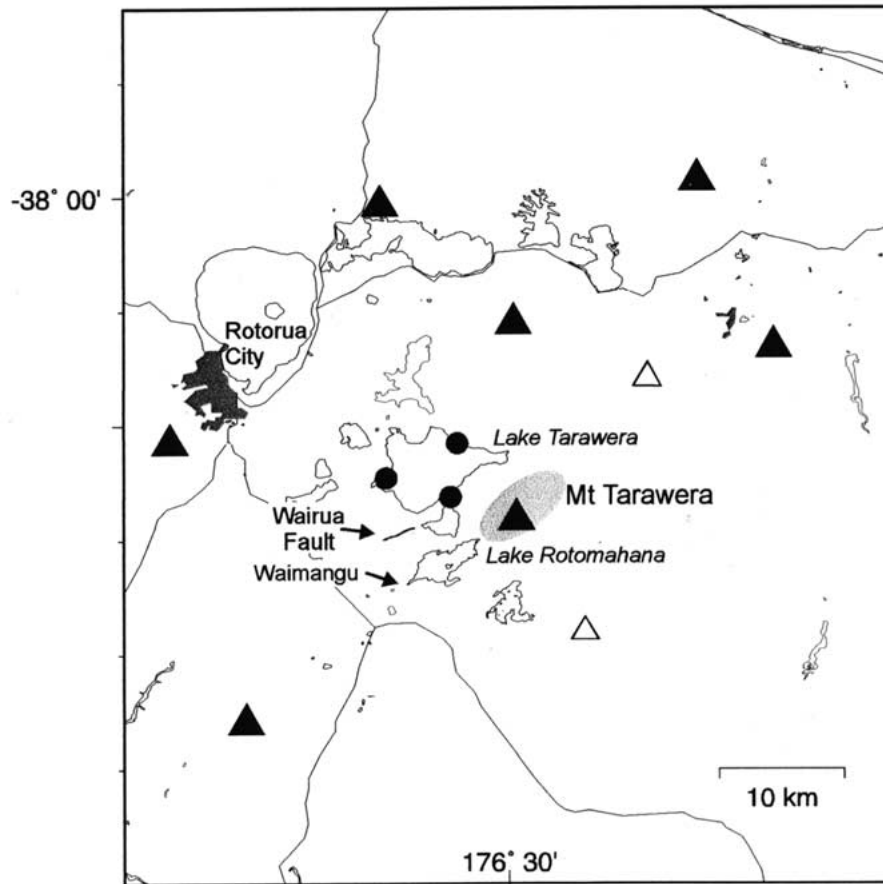 -38° 00'
Rotorua
City
Lake Tarawera
Mt Tarawera
Wairua
Fault
Lake Rotomahana
Waimangu
10 km
176° 30'